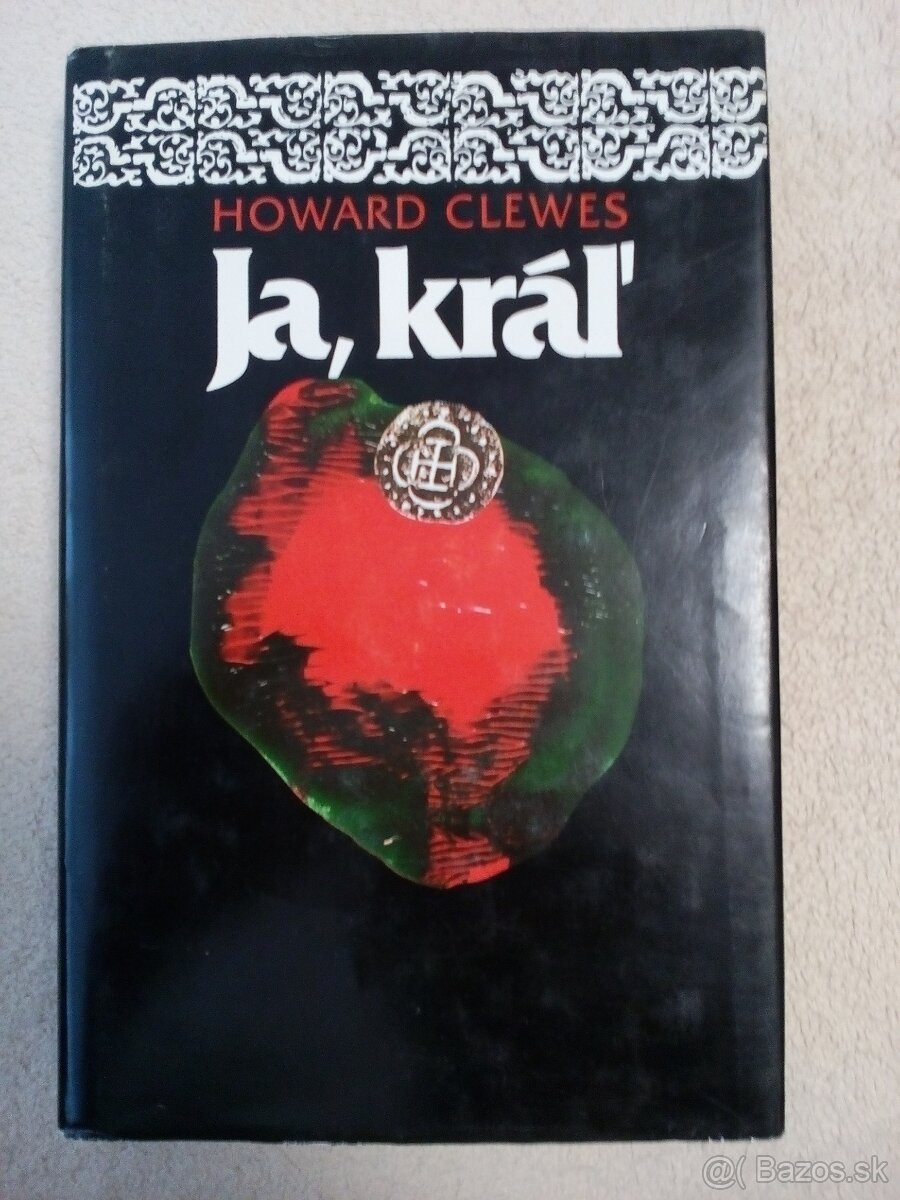 HOWARD CLEWES
Ja, kráľ
@( Bazos.sk